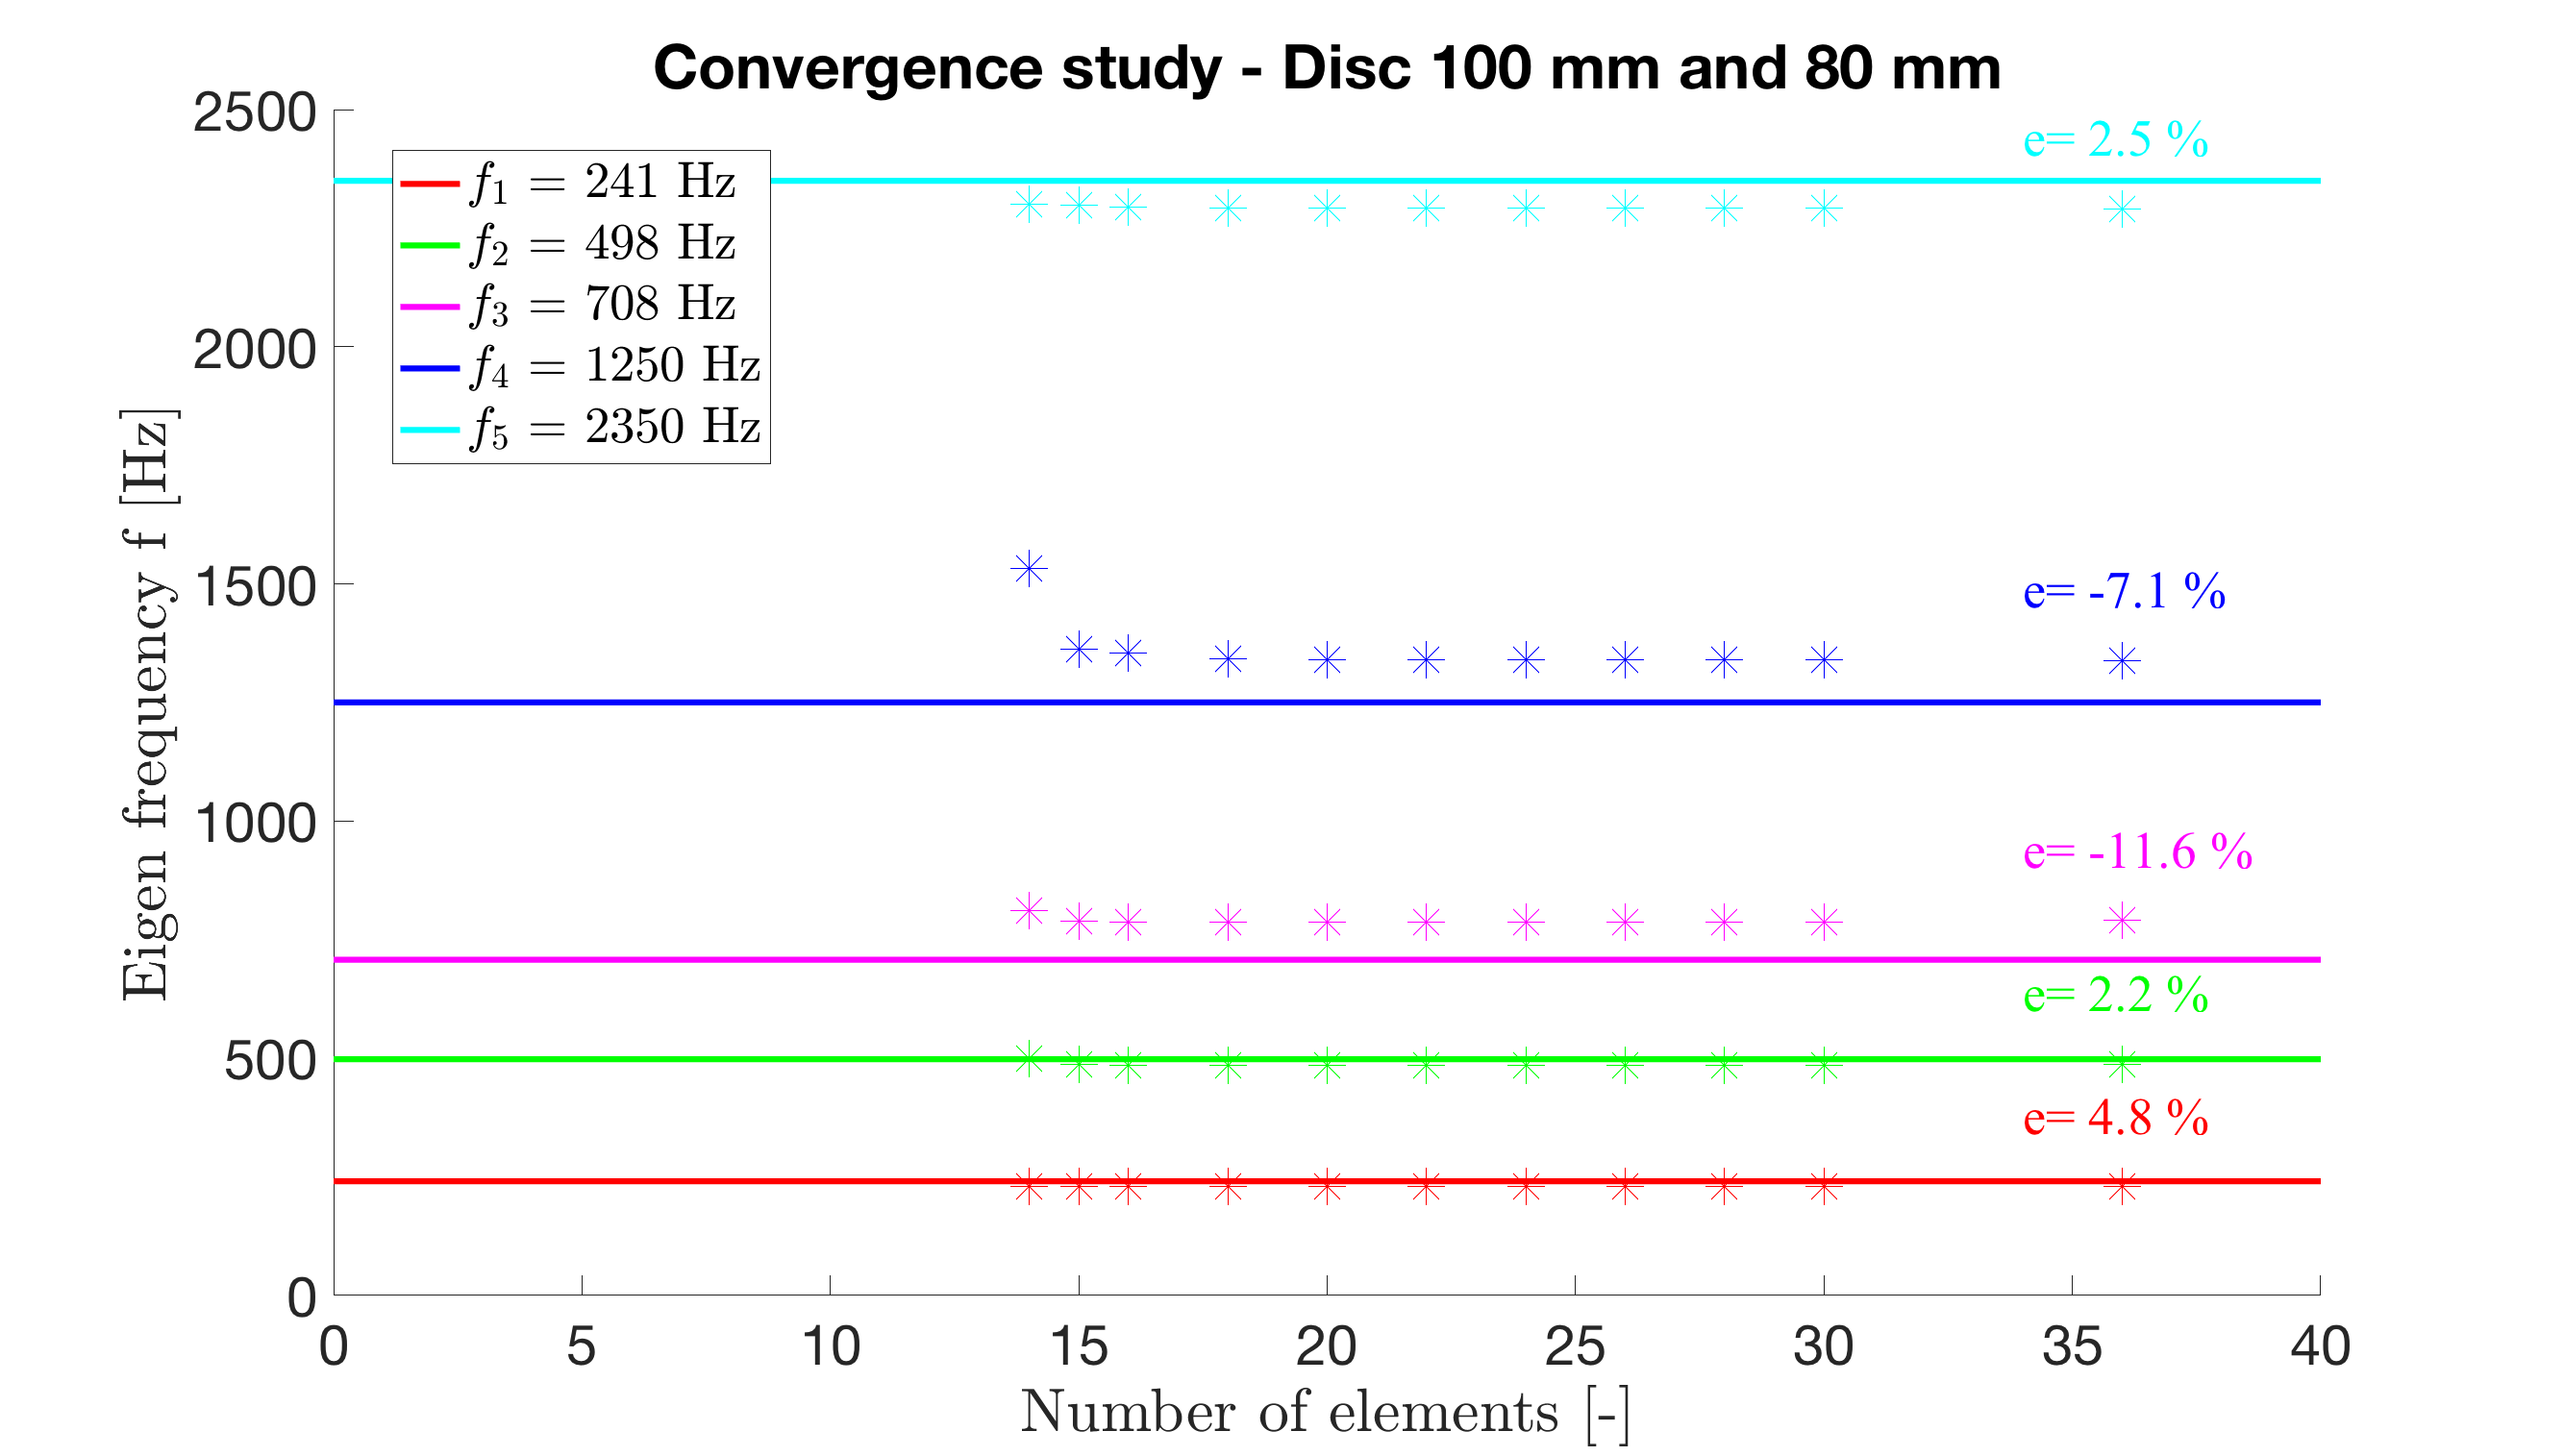 Convergence study - Disc 100 mm and 80 mm
2500
2000
1500
1000
500
0
Eigen frequency f [Hz]
f1 = 241 Hz
f2 = 498 Hz
f3 = 708 Hz
f4 = 1250 Hz
f5 = 2350 Hz
e= 2.5 %
e= -7.1 %
e= -11.6 %
e= 2.2 %
e= 4.8 %
0 5 10 15 20 25 30 35 40
Number of elements [-]